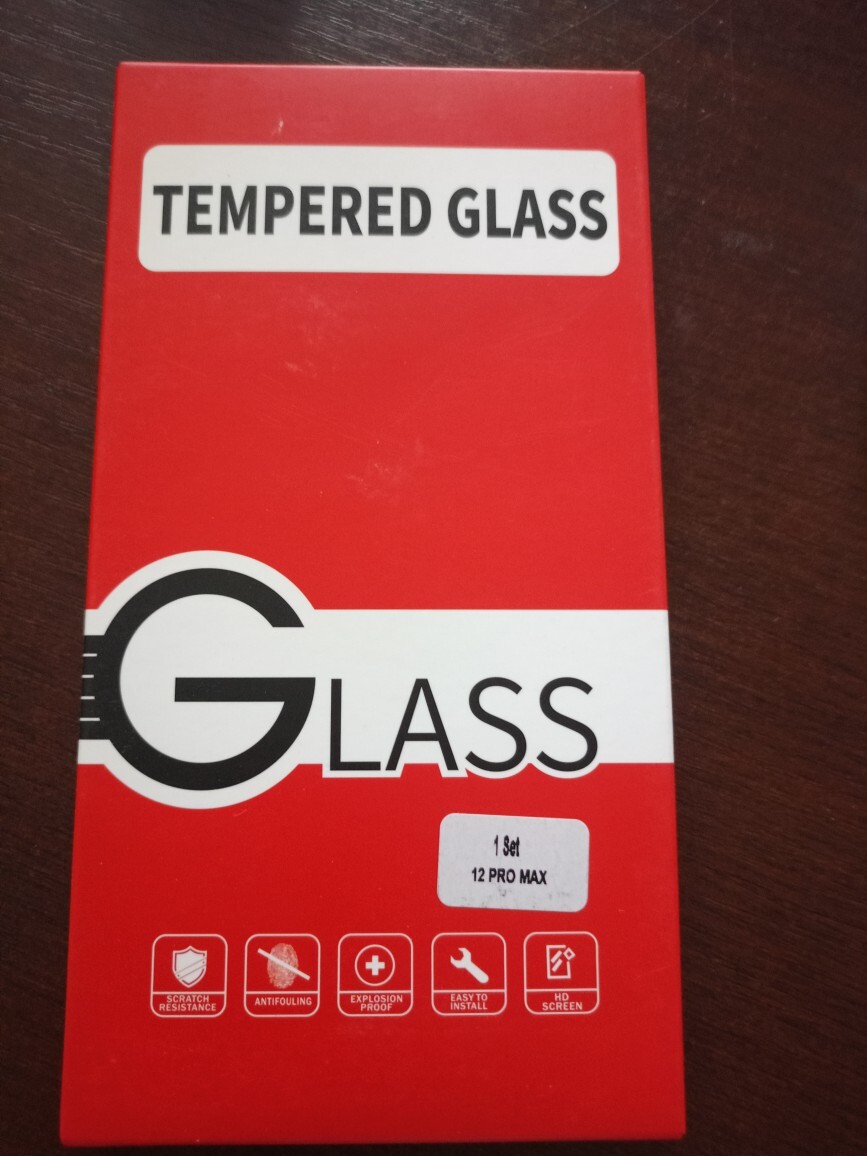 TEMPERED GLASS
GLASS
1 Set
12 PRO MAX
SCRATCH
RESISTANCE
ANTIFOULING
EXPLOSION
PROOF
EASY TO
INSTALL
HD
SCREEN